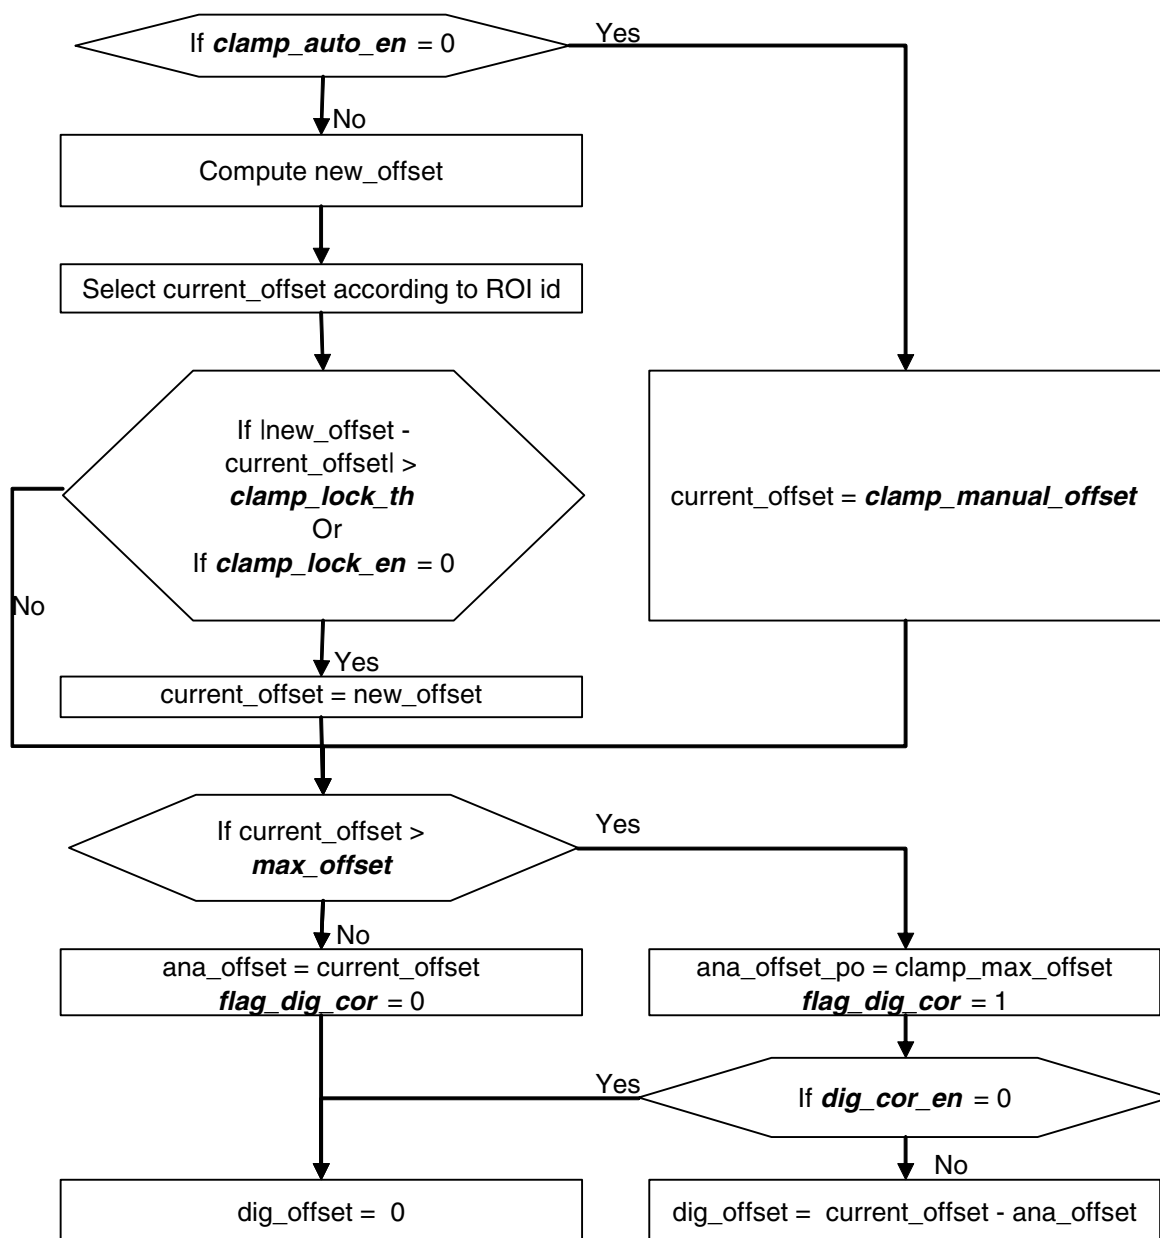 If clamp_auto_en = 0
Yes
No
Compute new_offset
Select current_offset according to ROI id
If |new_offset -
current_offset| >
clamp_lock_th
Or
If clamp_lock_en = 0
current_offset = clamp_manual_offset
No
Yes
current_offset = new_offset
If current_offset >
max_offset
Yes
No
ana_offset = current_offset
flag_dig_cor = 0
ana_offset_po = clamp_max_offset
flag_dig_cor = 1
Yes
If dig_cor_en = 0
No
dig_offset = 0
dig_offset = current_offset - ana_offset